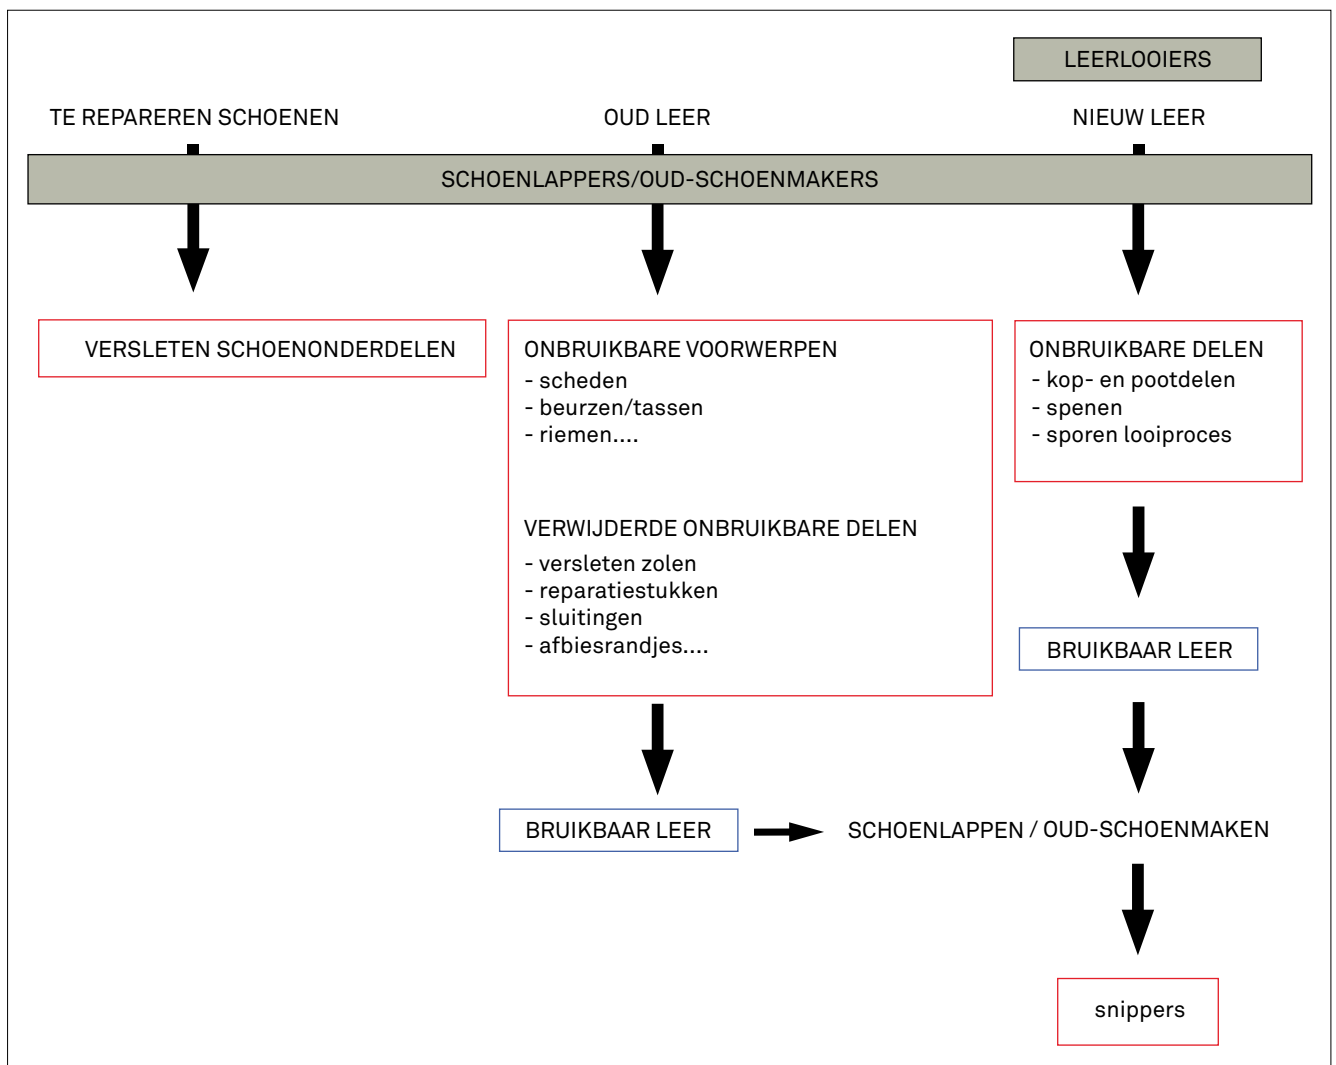 LEERLOOIERS
TE REPAREREN SCHOENEN
OUD LEER
NIEUW LEER
SCHOENLAPPERS/OUD-SCHOENMAKERS
VERSLETEN SCHOENONDERDELEN
ONBRUIKBARE VOORWERPEN
- scheden
- beurzen/tassen
- riemen....
VERWIJDERDE ONBRUIKBARE DELEN
- versleten zolen
- reparatiestukken
- sluitingen
- afbiesrandjes....
ONBRUIKBARE DELEN
- kop- en pootdelen
- spenen
- sporen looiproces
BRUIKBAAR LEER
BRUIKBAAR LEER
SCHOENLAPPEN / OUD-SCHOENMAKEN
snippers